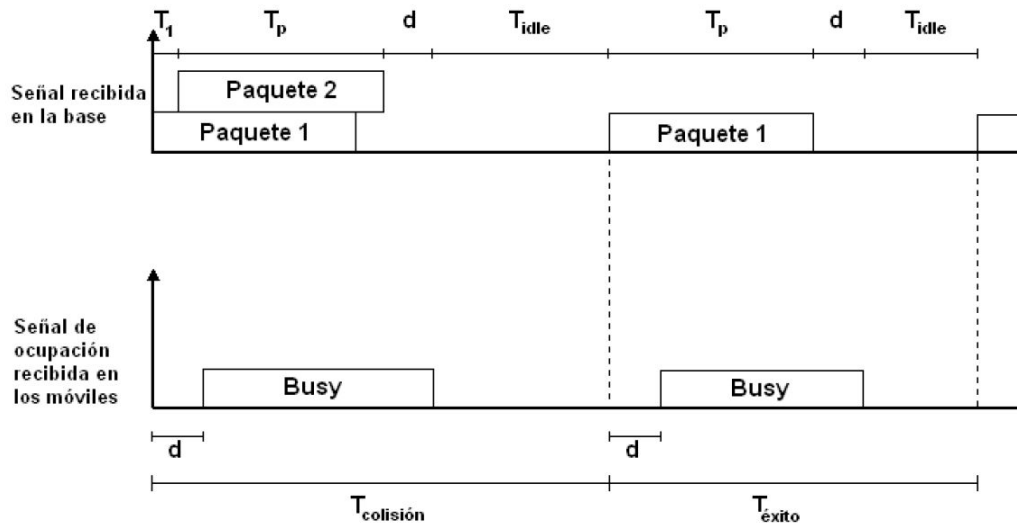 T1 Tp d Tidle Tp d Tidle
Señal recibida
en la base
Paquete 2
Paquete 1
Paquete 1
Señal de
ocupación
recibida en
los móviles
Busy
Busy
d
d
Tcolisión
Téxito